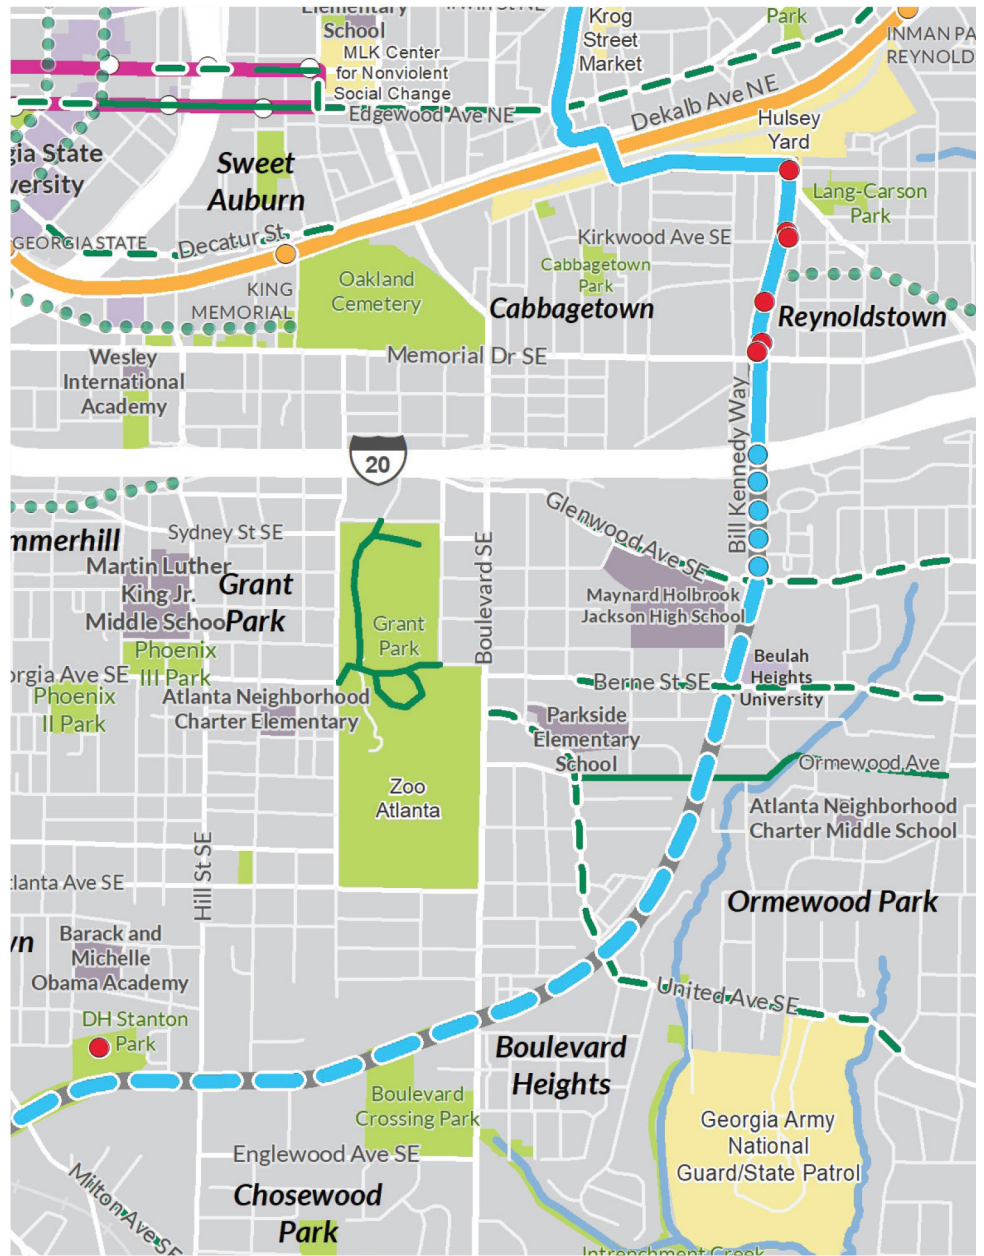 Elementary
School
MLK Center
for Nonviolent
Social Change
Krog
Street
Market
Park
INMAN PA
REYNOLD
Edgewood Ave NE
Dekalb Ave NE
Hulsey
Yard
gia State
versity
Sweet
Auburn
Lang-Carson
Park
GEORGIA STATE
Decatur St
Kirkwood Ave SE
KING
MEMORIAL
Oakland
Cemetery
Cabbagetown
Park
Cabbagetown
Reynoldstown
Memorial Dr SE
Wesley
International
Academy
Bill Kennedy Way
20
Glenwood Ave SE
mmerhill
Sydney St SE
Martin Luther
King Jr.
Middle Schoo
Grant
Park
Boulevard SE
Maynard Holbrook
Jackson High School
Grant
Park
Phoenix
III Park
orgia Ave SE
Phoenix
II Park
Atlanta Neighborhood
Charter Elementary
Berne St SE
Beulah
Heights
University
Parkside
Elementary
School
Ormewood Ave
Zoo
Atlanta
Atlanta Neighborhood
Charter Middle School
Hill St SE
tlanta Ave SE
Ormewood Park
wn
Barack and
Michelle
Obama Academy
United Ave SE
DH Stanton
Park
Boulevard
Heights
Boulevard
Crossing Park
Georgia Army
National
Guard/State Patrol
Englewood Ave SE
Milton Ave SE
Chosewood
Park
Intrenchment Creek